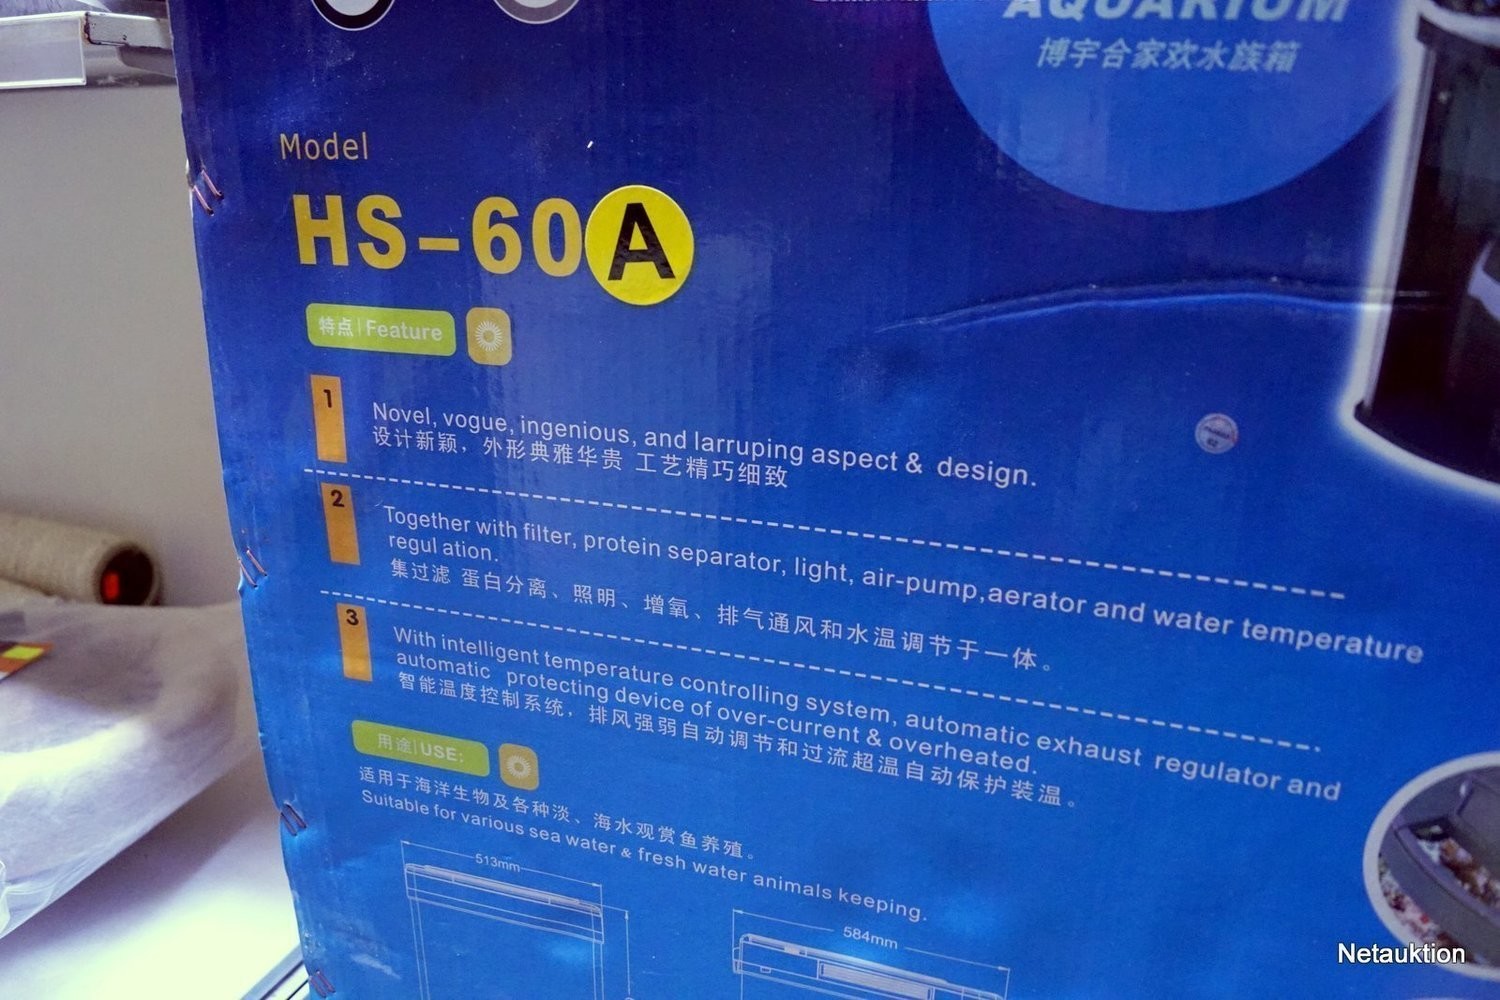 AQUARIUM
博宇合家欢水族箱
Model
HS-60A
特点|Feature
1
Novel, vogue, ingenious, and larruping aspect & design.
设计新颖，外形典雅华贵 工艺精巧细致
2
Together with filter, protein separator, light, air-pump,aerator and water temperature
regul ation.
集过滤 蛋白分离、照明、增氧、排气通风和水温调节于一体。
3
With intelligent temperature controlling system, automatic exhaust regulator and
automatic protecting device of over-current & overheated.
智能温度控制系统，排风强弱自动调节和过流超温自动保护装温。
用途|USE:
适用于海洋生物及各种淡、海水观赏鱼养殖。
Suitable for various sea water & fresh water animals keeping.
513mm
584mm
Netauktion